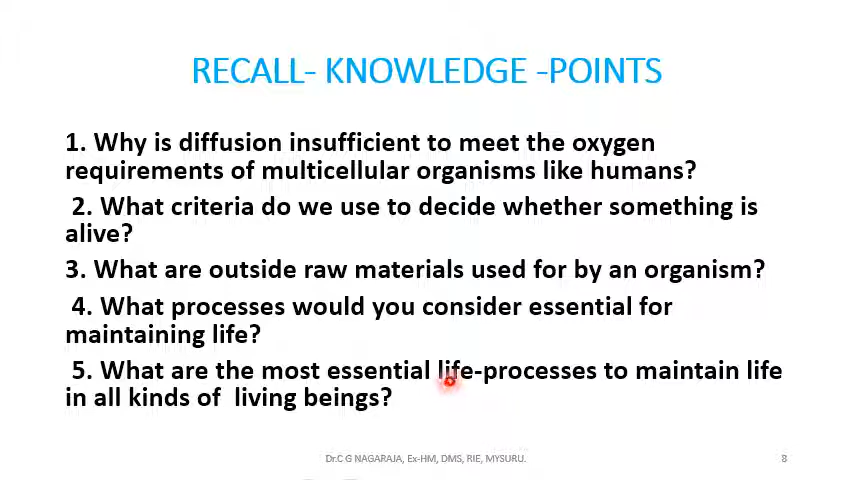 RECALL- KNOWLEDGE -POINTS
1. Why is diffusion insufficient to meet the oxygen
requirements of multicellular organisms like humans?
2. What criteria do we use to decide whether something is
alive?
3. What are outside raw materials used for by an organism?
4. What processes would you consider essential for
maintaining life?
5. What are the most essential life-processes to maintain life
in all kinds of living beings?
Dr.C G NAGARAJA, Ex-HM, DMS, RIE, MYSURU.
8